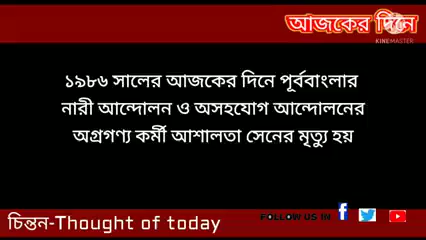 আজকের দিনে
KINEMASTER
১৯৮৬ সালের আজকের দিনে পূর্ববাংলার
নারী আন্দোলন ও অসহযোগ আন্দোলনের
অগ্রগণ্য কর্মী আশালতা সেনের মৃত্যু হয়
চিন্তন-Thought of today
FOLLOW US IN